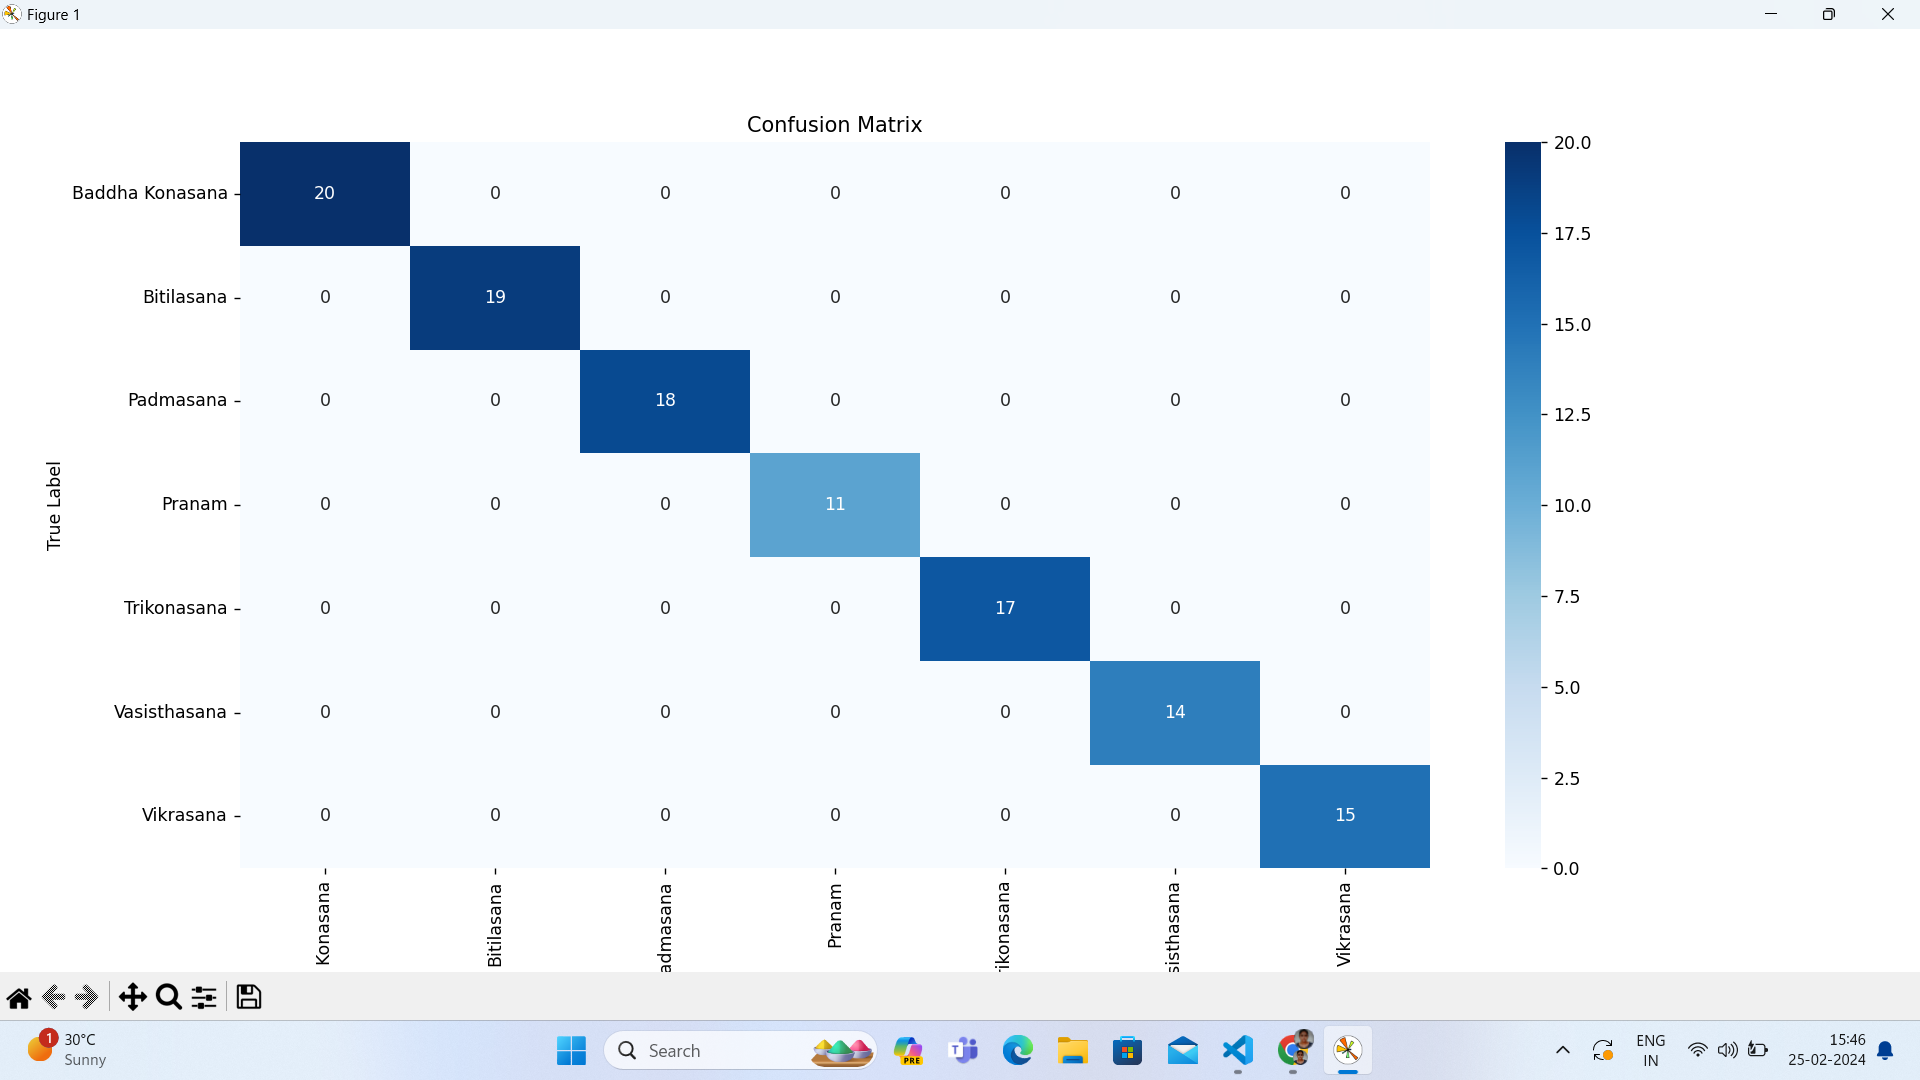 Figure 1
Confusion Matrix
Baddha Konasana 20 0 0 0 0 0 0
Bitilasana 0 19 0 0 0 0 0
Padmasana 0 0 18 0 0 0 0
Pranam 0 0 0 11 0 0 0
Trikonasana 0 0 0 0 17 0 0
Vasisthasana 0 0 0 0 0 14 0
Vikrasana 0 0 0 0 0 0 15
True Label
Konasana
Bitilasana
admasana
Pranam
rikonasana
sisthasana
Vikrasana
20.0
17.5
15.0
12.5
10.0
7.5
5.0
2.5
0.0
1
30°C
Sunny
Search
PRE
T
ENG
IN
15:46
25-02-2024